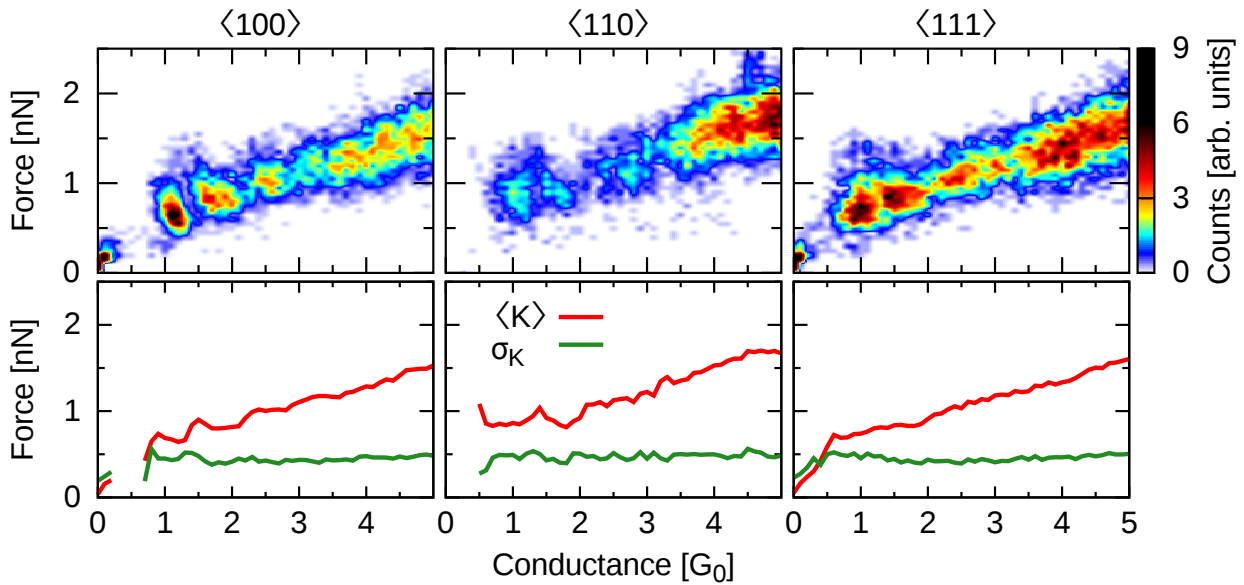 ⟨100⟩ ⟨110⟩ ⟨111⟩
Force [nN]
2
1
0
9
6
3
0
Counts [arb. units]
Force [nN]
2
1
0
⟨K⟩
σK
0 1 2 3 4 0 1 2 3 4 0 1 2 3 4 5
Conductance [G0]